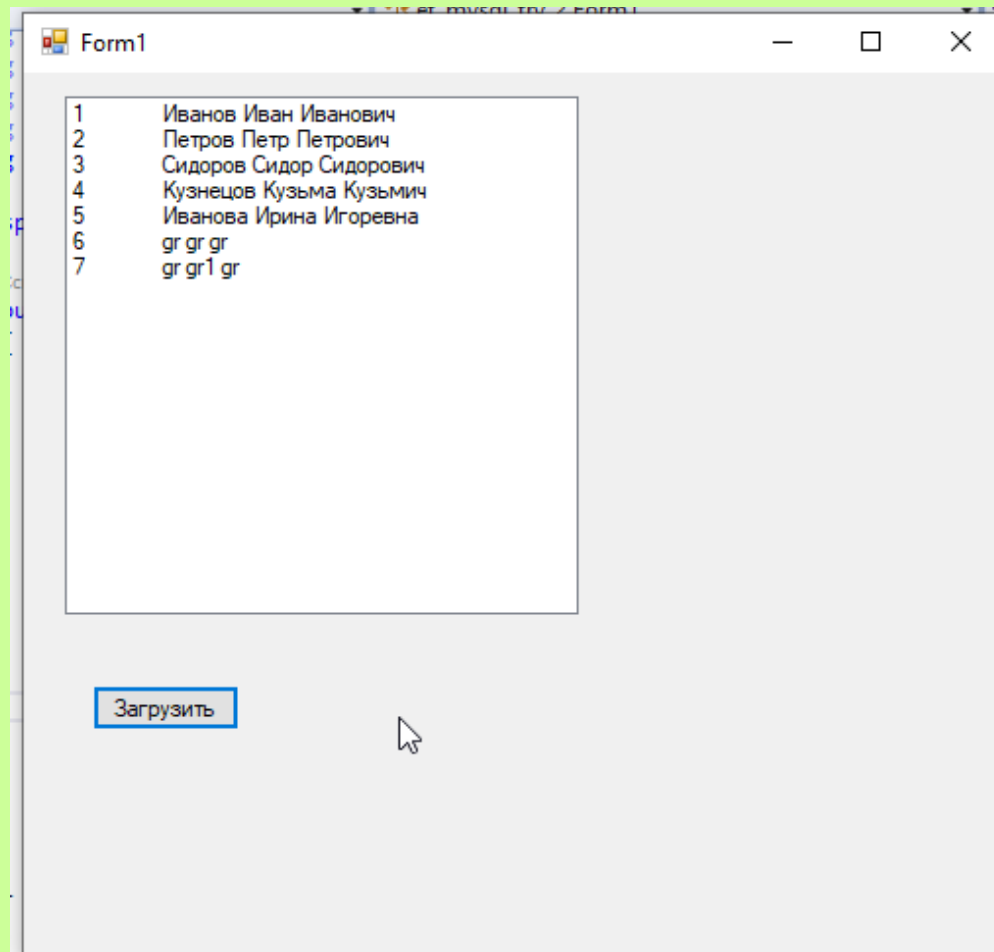 Form1
1 Иванов Иван Иванович
2 Петров Петр Петрович
3 Сидоров Сидор Сидорович
4 Кузнецов Кузьма Кузьмич
5 Иванова Ирина Игоревна
6 gr gr gr
7 gr gr1 gr
Загрузить